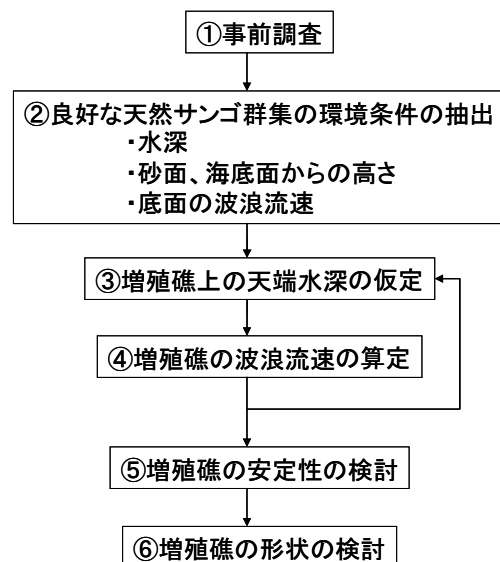 ①事前調査
②良好な天然サンゴ群集の環境条件の抽出
・水深
・砂面、海底面からの高さ
・底面の波浪流速
③増殖礁上の天端水深の仮定
④増殖礁の波浪流速の算定
⑤増殖礁の安定性の検討
⑥増殖礁の形状の検討